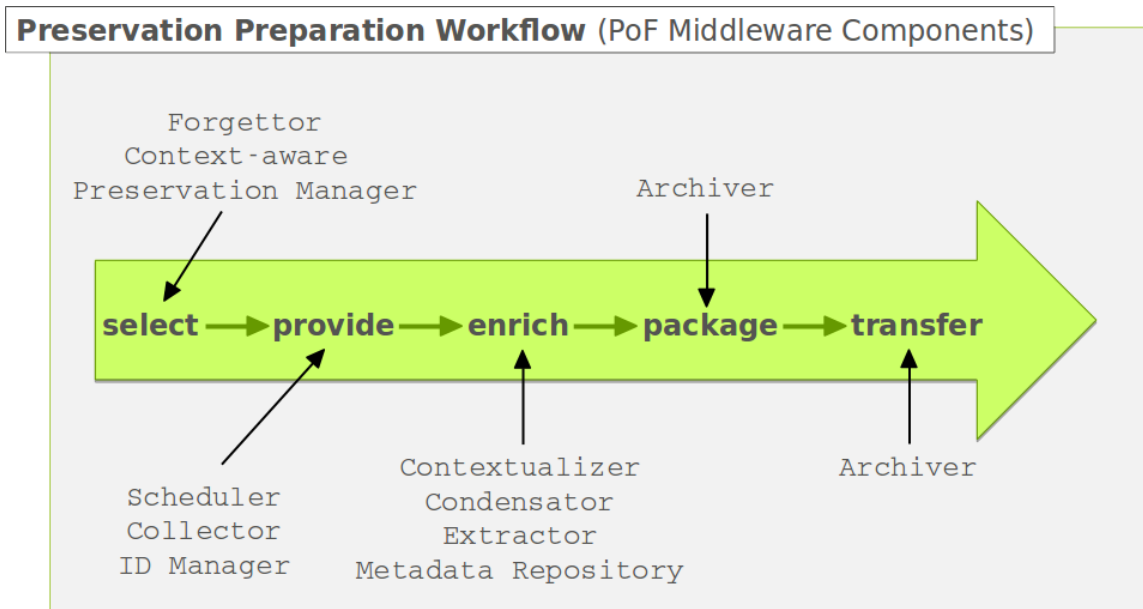 Preservation Preparation Workflow (PoF Middleware Components)
Forgettor
Context-aware
Preservation Manager
Archiver
select provide enrich package transfer
Scheduler
Collector
ID Manager
Contextualizer
Condensator
Extractor
Metadata Repository
Archiver